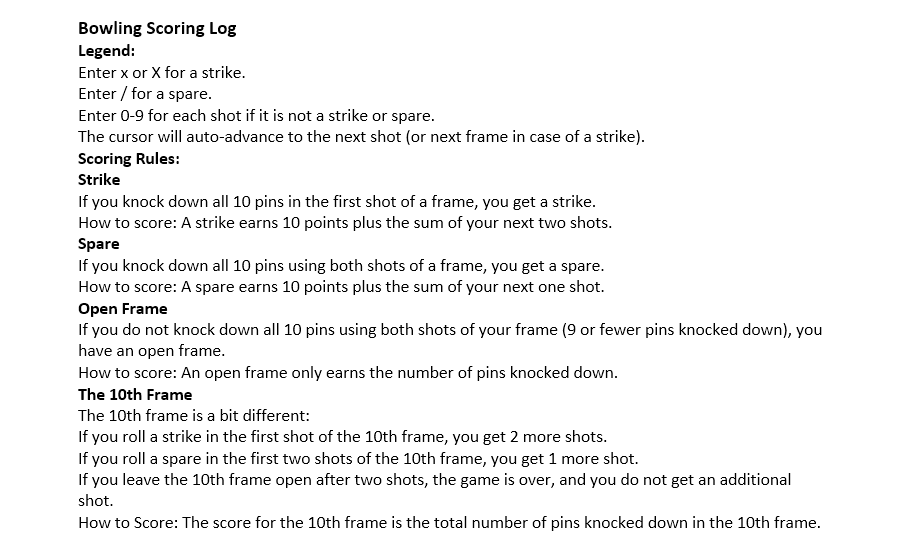 Bowling Scoring Log
Legend:
Enter x or X for a strike.
Enter / for a spare.
Enter 0-9 for each shot if it is not a strike or spare.
The cursor will auto-advance to the next shot (or next frame in case of a strike).
Scoring Rules:
Strike
If you knock down all 10 pins in the first shot of a frame, you get a strike.
How to score: A strike earns 10 points plus the sum of your next two shots.
Spare
If you knock down all 10 pins using both shots of a frame, you get a spare.
How to score: A spare earns 10 points plus the sum of your next one shot.
Open Frame
If you do not knock down all 10 pins using both shots of your frame (9 or fewer pins knocked down), you
have an open frame.
How to score: An open frame only earns the number of pins knocked down.
The 10th Frame
The 10th frame is a bit different:
If you roll a strike in the first shot of the 10th frame, you get 2 more shots.
If you roll a spare in the first two shots of the 10th frame, you get 1 more shot.
If you leave the 10th frame open after two shots, the game is over, and you do not get an additional
shot.
How to Score: The score for the 10th frame is the total number of pins knocked down in the 10th frame.